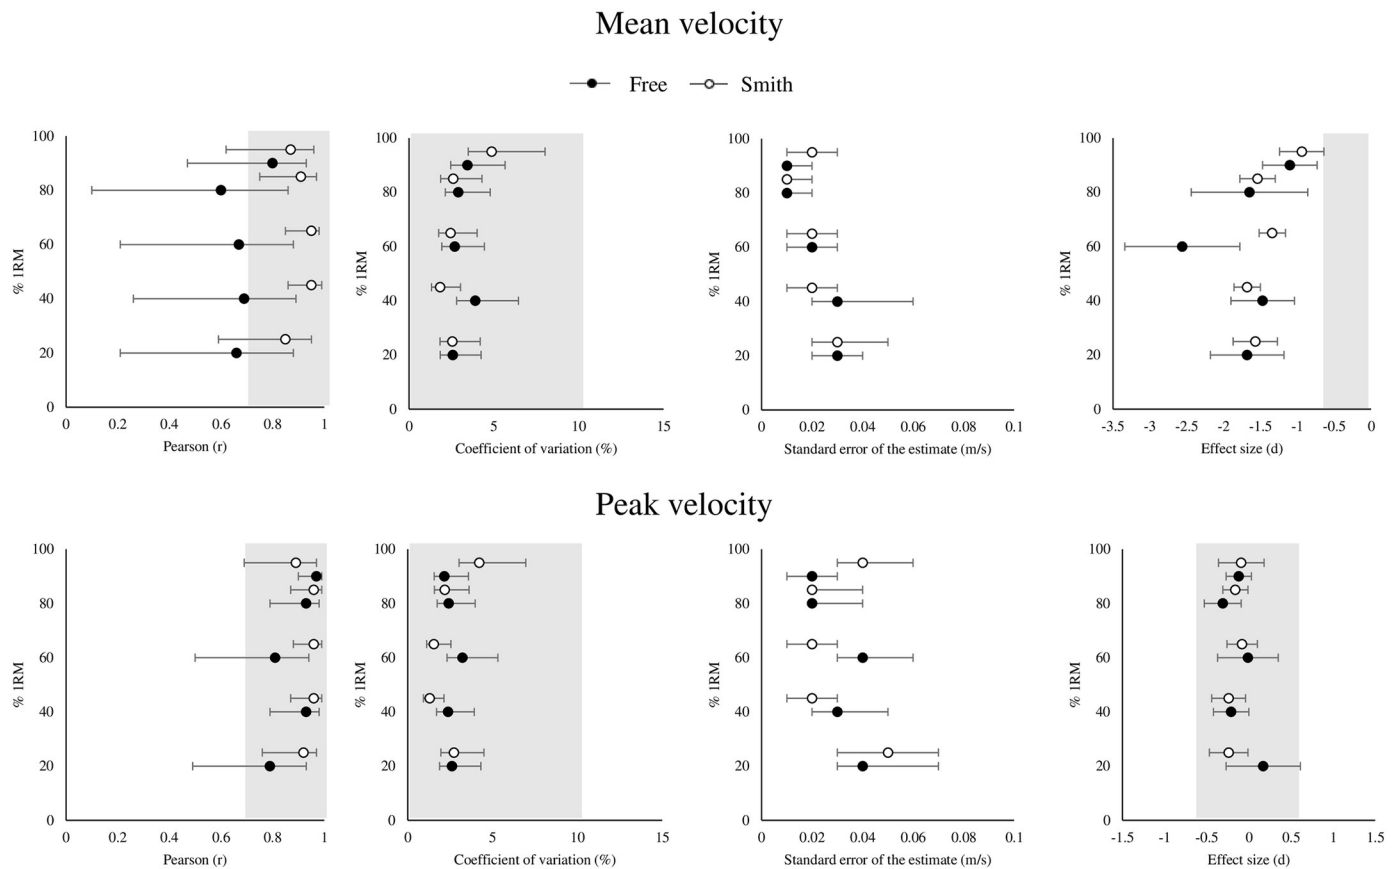 Mean velocity
Free Smith
100 80 60 40 20 0
% 1RM
0 0.2 0.4 0.6 0.8 1
Pearson (r)
100 80 60 40 20 0
% 1RM
0 5 10 15
Coefficient of variation (%)
100 80 60 40 20 0
% 1RM
0 0.02 0.04 0.06 0.08 0.1
Standard error of the estimate (m/s)
100 80 60 40 20 0
% 1RM
-3.5 -3 -2.5 -2 -1.5 -1 -0.5 0
Effect size (d)
Peak velocity
100 80 60 40 20 0
% 1RM
0 0.2 0.4 0.6 0.8 1
Pearson (r)
100 80 60 40 20 0
% 1RM
0 5 10 15
Coefficient of variation (%)
100 80 60 40 20 0
% 1RM
0 0.02 0.04 0.06 0.08 0.1
Standard error of the estimate (m/s)
100 80 60 40 20 0
% 1RM
-1.5 -1 -0.5 0 0.5 1 1.5
Effect size (d)